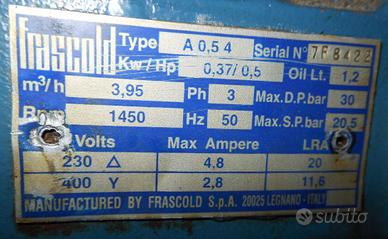 Frascold Type A 0,5 4 Serial N° 7F8422
Kw/Hp 0,37/0,5 Oil Lt. 1,2
m³/h 3,95 Ph 3 Max.D.P.bar 30
1450 Hz 50 Max.S.P.bar 20,5
Volts Max Ampere LRA
230 △ 4,8 20
400 Y 2,8 11,6
MANUFACTURED BY FRASCOLD S.p.A. 20025 LEGNANO - ITALY
subito